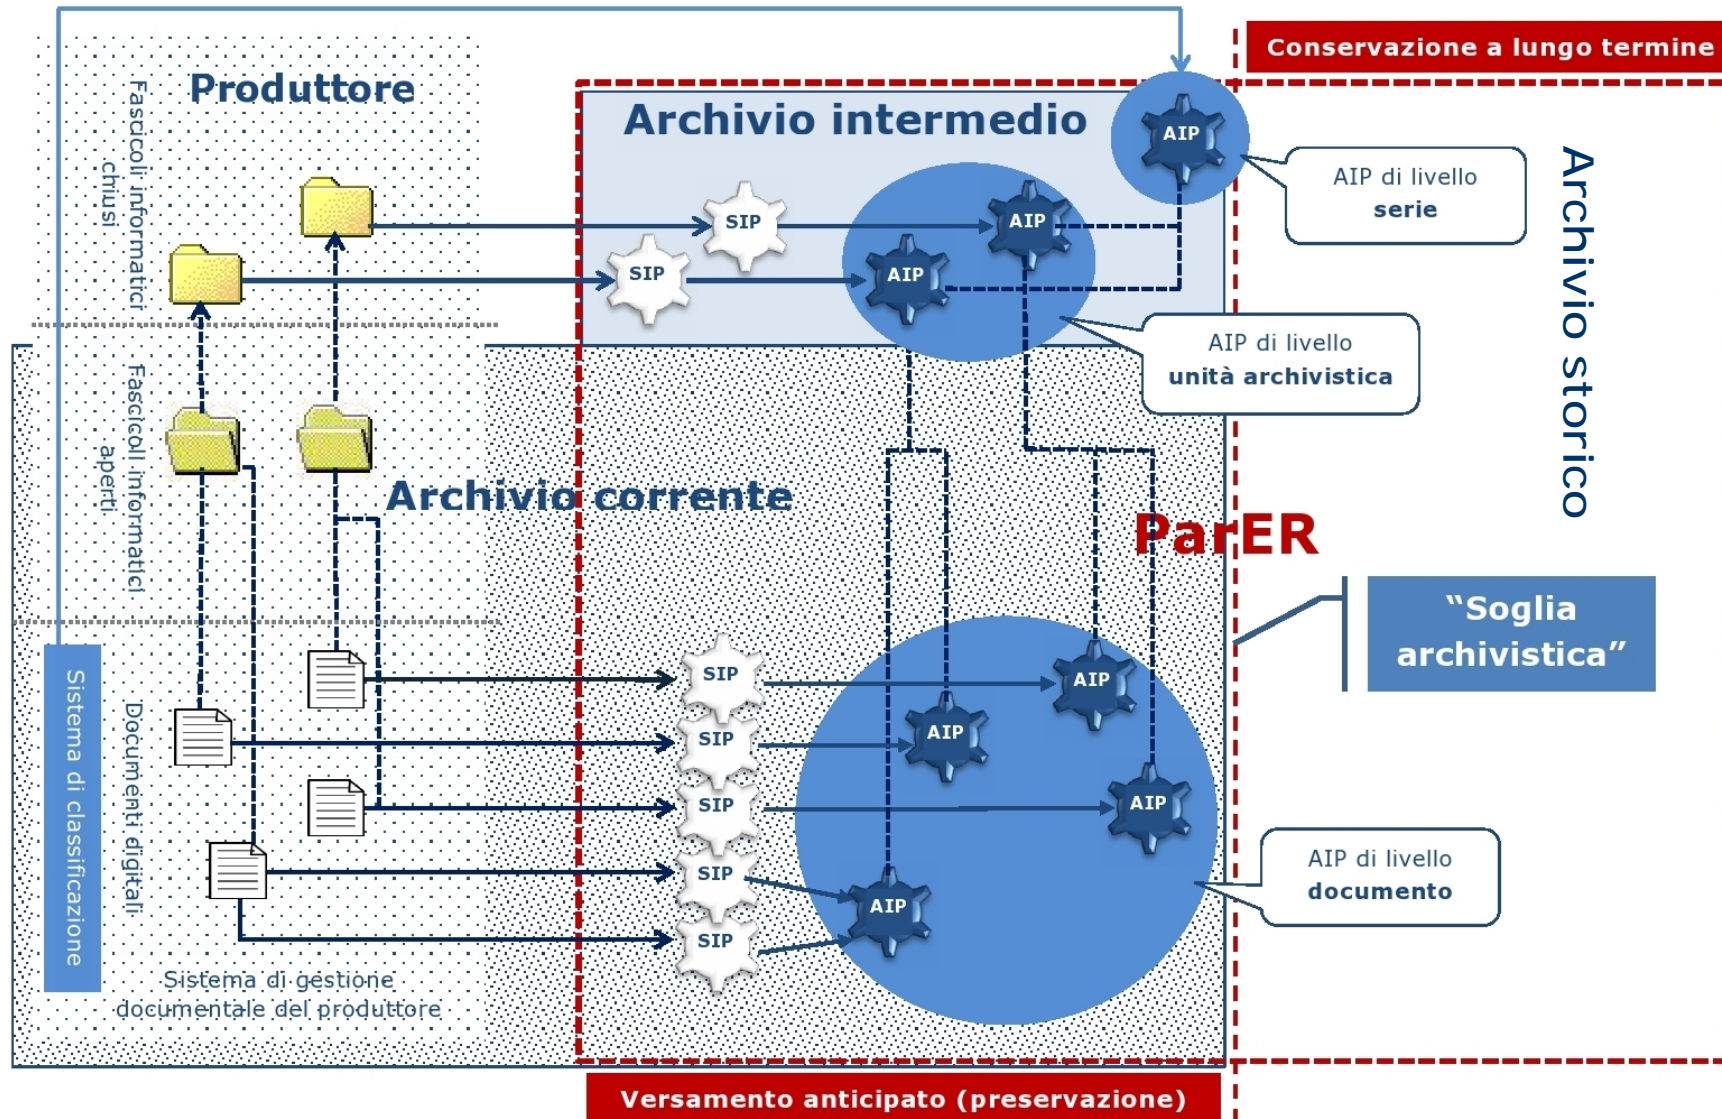 Conservazione a lungo termine
Produttore
Archivio intermedio
Fascicoli informatici
chiusi
AIP
AIP di livello
serie
Archivio storico
SIP
AIP
SIP
AIP
AIP di livello
unità archivistica
Fascicoli informatici
aperti
Archivio corrente
ParER
“Soglia
archivistica”
Sistema di classificazione
Documenti digitali
SIP
AIP
SIP
AIP
SIP
AIP
SIP
AIP
SIP
AIP di livello
documento
Sistema di gestione
documentale del produttore
Versamento anticipato (preservazione)